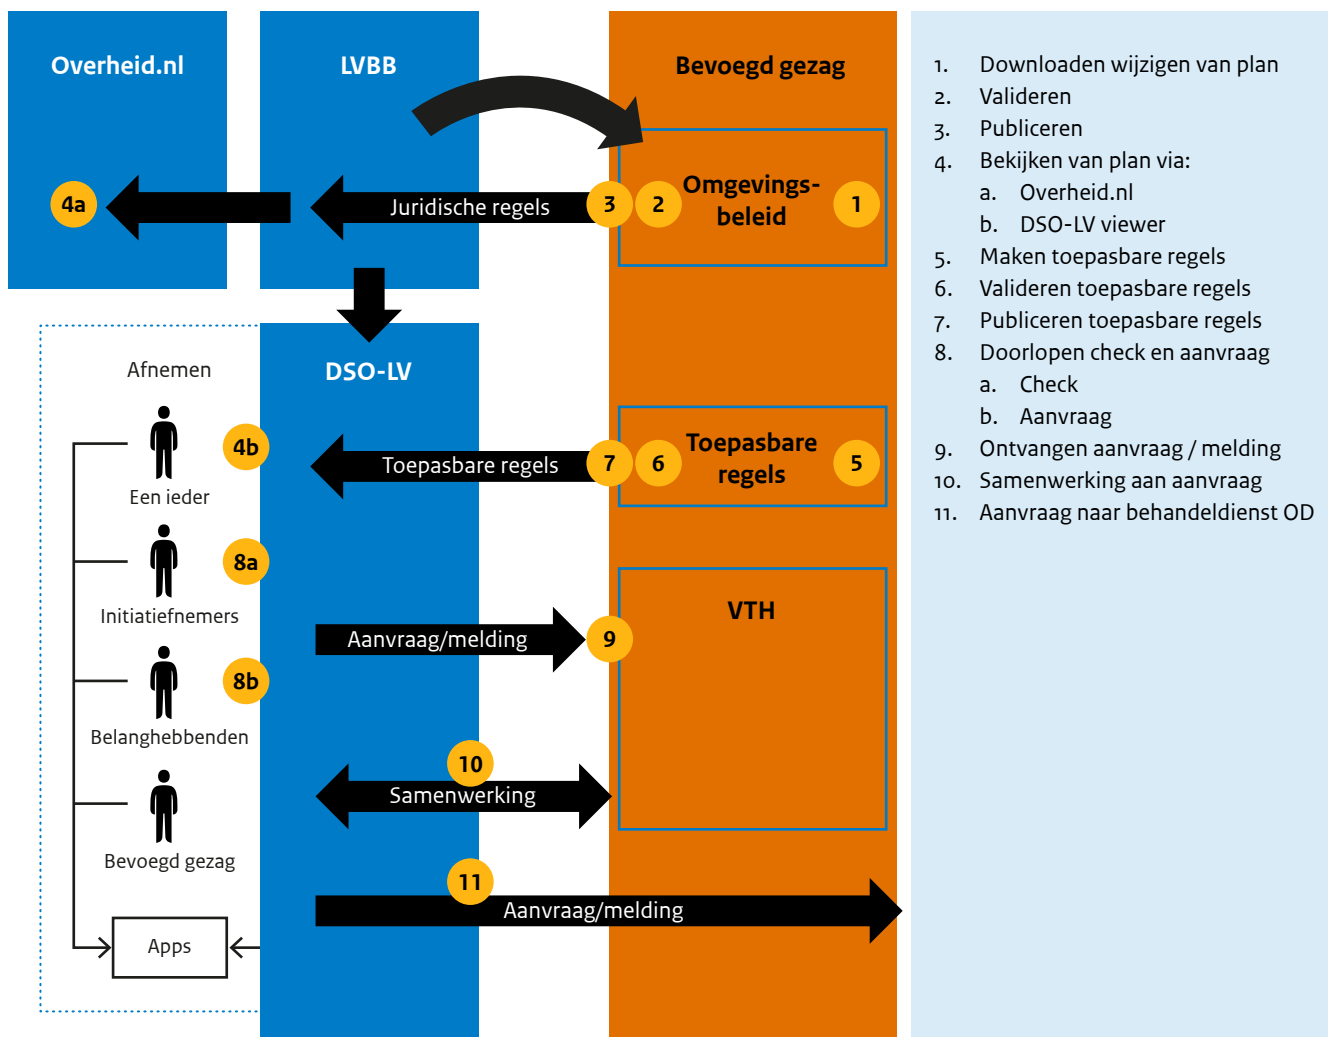 Overheid.nl
LVBB
Bevoegd gezag
4a
Juridische regels
3
2
Omgevings-
beleid
1
Afnemen
DSO-LV
Een ieder
4b
Toepasbare regels
7
6
Toepasbare
regels
5
Initiatiefnemers
8a
Aanvraag/melding
9
VTH
Belanghebbenden
8b
10
Samenwerking
Bevoegd gezag
11
Aanvraag/melding
Apps
1. Downloaden wijzigen van plan
2. Valideren
3. Publiceren
4. Bekijken van plan via:
a. Overheid.nl
b. DSO-LV viewer
5. Maken toepasbare regels
6. Valideren toepasbare regels
7. Publiceren toepasbare regels
8. Doorlopen check en aanvraag
a. Check
b. Aanvraag
9. Ontvangen aanvraag / melding
10. Samenwerking aan aanvraag
11. Aanvraag naar behandeldienst OD